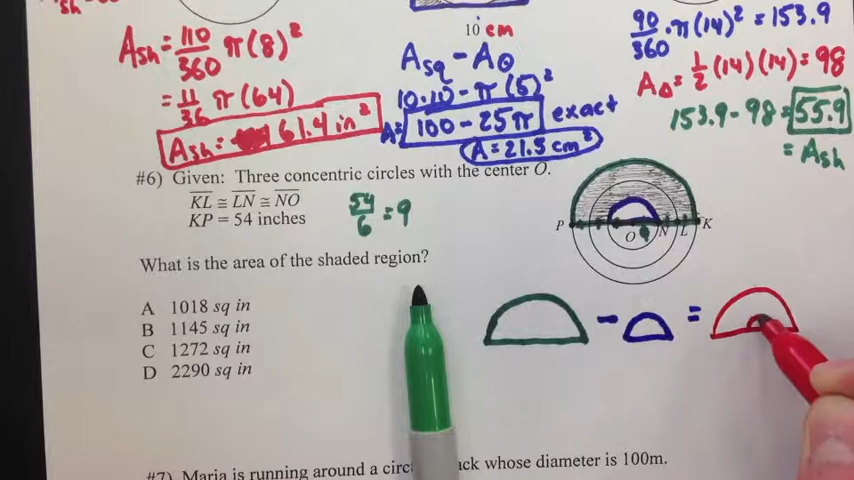 10 cm
Ash = 110/360 π(8)²
= 11/36 π(64)
Ash = 61.4 in²
Asq - A⊙
10·10 - π(5)²
A = 100 - 25π exact
A = 21.5 cm²
90/360 · π(14)² = 153.9
A△ = 1/2 (14)(14) = 98
153.9 - 98 = 55.9
= Ash
#6) Given: Three concentric circles with the center O.
KL ≅ LN ≅ NO
KP = 54 inches
54/6 = 9
What is the area of the shaded region?
A 1018 sq in
B 1145 sq in
C 1272 sq in
D 2290 sq in
P O 9 N L K
- =
#7) Maria is running around a circ ack whose diameter is 100m.